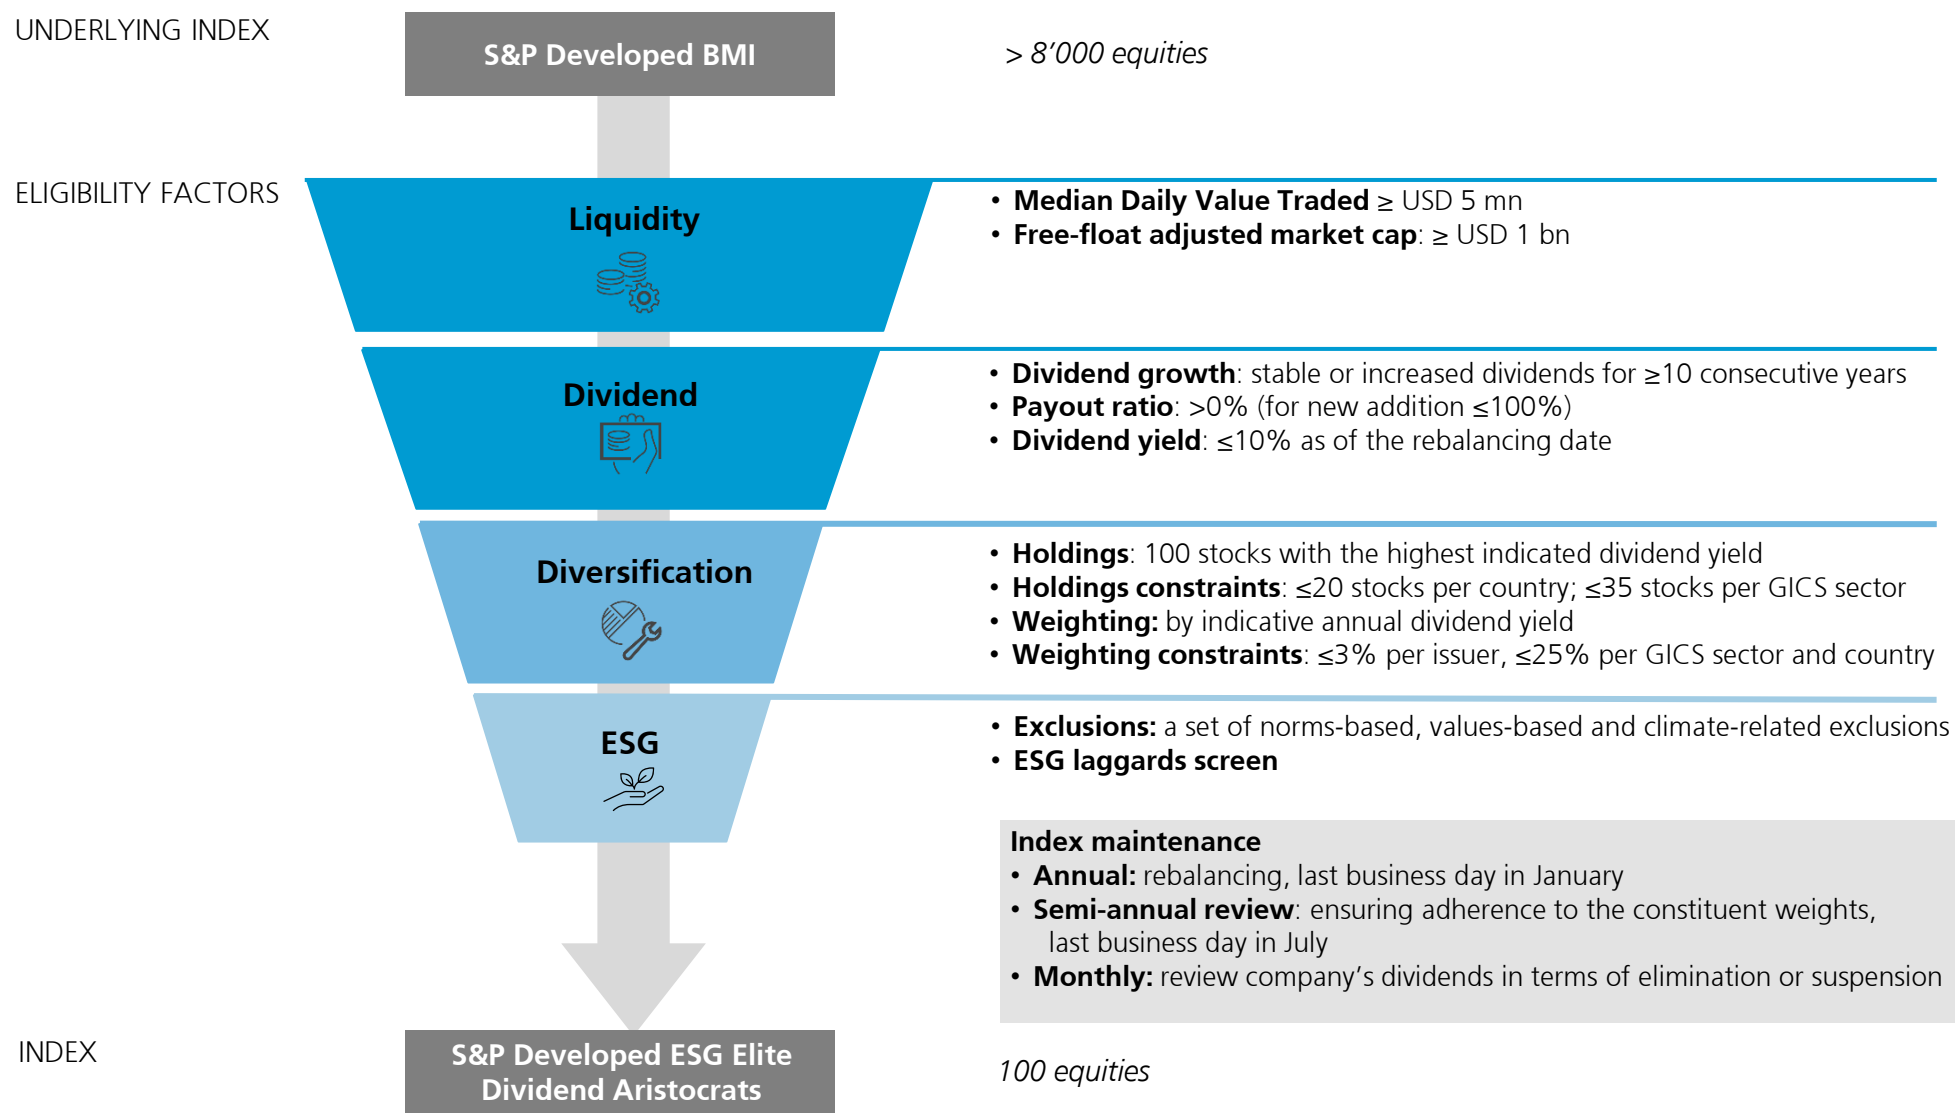 UNDERLYING INDEX
S&P Developed BMI
> 8’000 equities
ELIGIBILITY FACTORS
Liquidity
• Median Daily Value Traded ≥ USD 5 mn
• Free-float adjusted market cap: ≥ USD 1 bn
Dividend
• Dividend growth: stable or increased dividends for ≥10 consecutive years
• Payout ratio: >0% (for new addition ≤100%)
• Dividend yield: ≤10% as of the rebalancing date
Diversification
• Holdings: 100 stocks with the highest indicated dividend yield
• Holdings constraints: ≤20 stocks per country; ≤35 stocks per GICS sector
• Weighting: by indicative annual dividend yield
• Weighting constraints: ≤3% per issuer, ≤25% per GICS sector and country
ESG
• Exclusions: a set of norms-based, values-based and climate-related exclusions
• ESG laggards screen
Index maintenance
• Annual: rebalancing, last business day in January
• Semi-annual review: ensuring adherence to the constituent weights,
last business day in July
• Monthly: review company’s dividends in terms of elimination or suspension
INDEX
S&P Developed ESG Elite
Dividend Aristocrats
100 equities